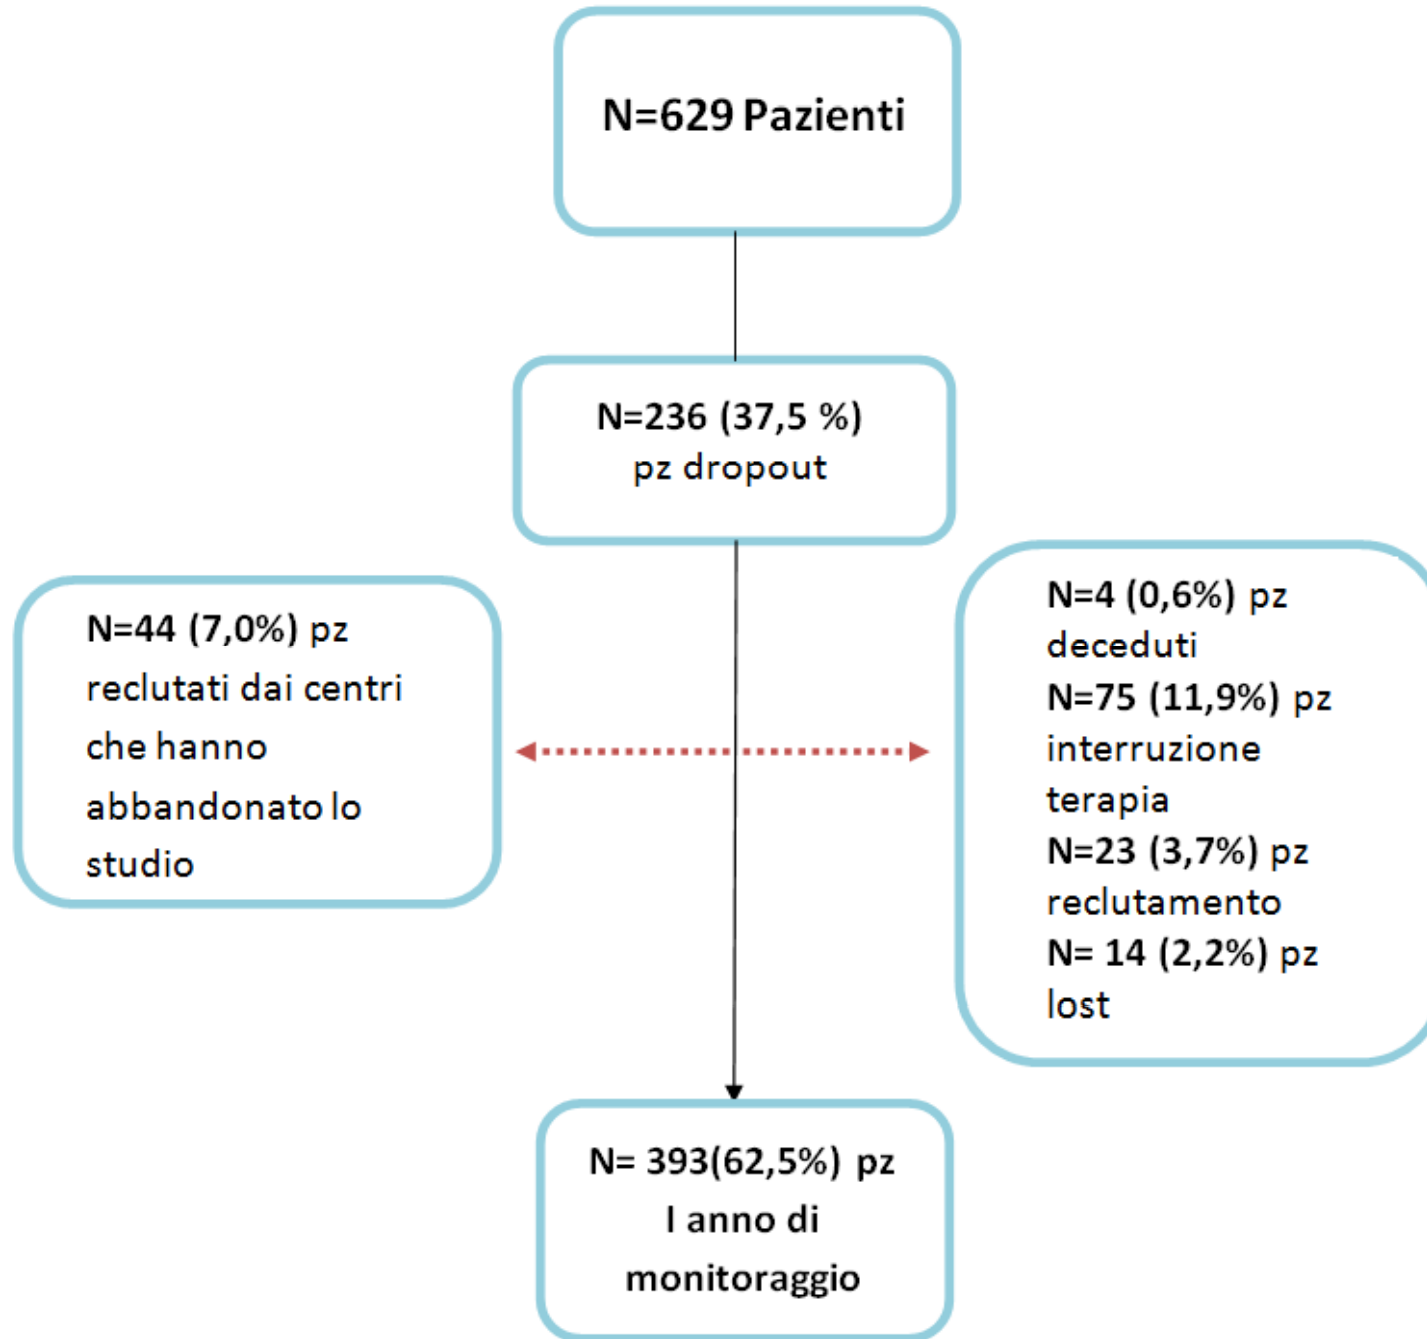 N=629 Pazienti
N=236 (37,5 %)
pz dropout
N=44 (7,0%) pz
reclutati dai centri
che hanno
abbandonato lo
studio
N=4 (0,6%) pz
deceduti
N=75 (11,9%) pz
interruzione
terapia
N=23 (3,7%) pz
reclutamento
N= 14 (2,2%) pz
lost
N= 393(62,5%) pz
I anno di
monitoraggio